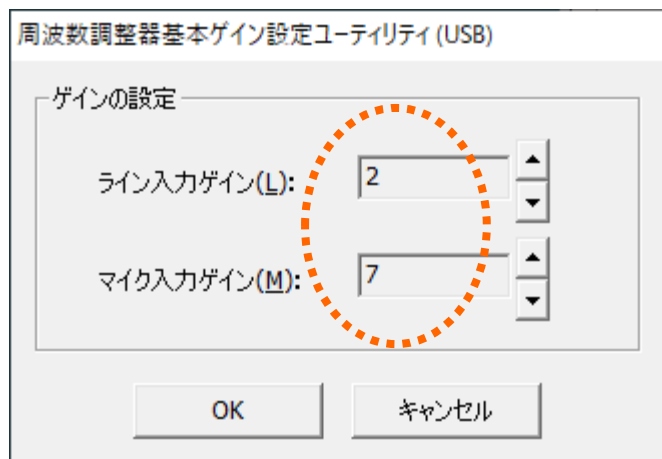 周波数調整器基本ゲイン設定ユーティリティ (USB)
ゲインの設定
ライン入力ゲイン(L): 2
マイク入力ゲイン(M): 7
OK キャンセル